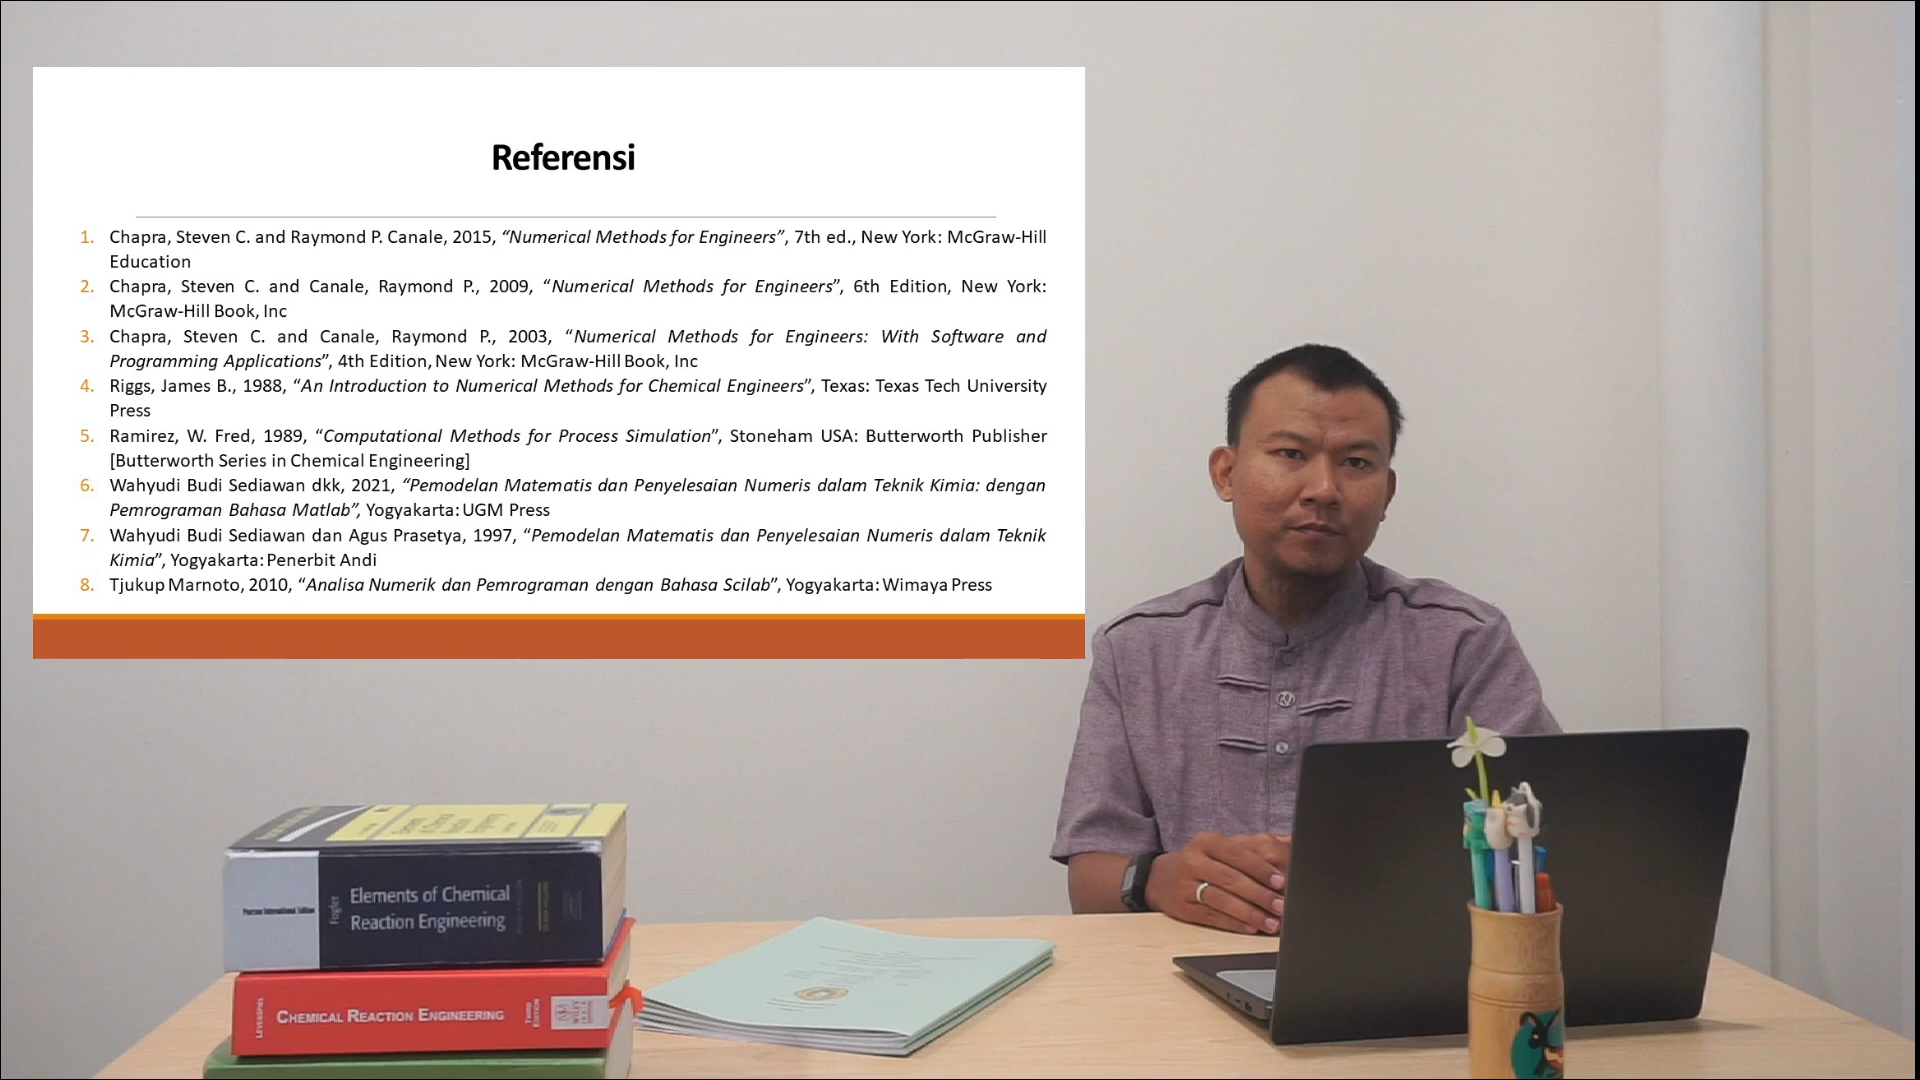 Referensi
1. Chapra, Steven C. and Raymond P. Canale, 2015, “Numerical Methods for Engineers”, 7th ed., New York: McGraw-Hill
Education
2. Chapra, Steven C. and Canale, Raymond P., 2009, “Numerical Methods for Engineers”, 6th Edition, New York:
McGraw-Hill Book, Inc
3. Chapra, Steven C. and Canale, Raymond P., 2003, “Numerical Methods for Engineers: With Software and
Programming Applications”, 4th Edition, New York: McGraw-Hill Book, Inc
4. Riggs, James B., 1988, “An Introduction to Numerical Methods for Chemical Engineers”, Texas: Texas Tech University
Press
5. Ramirez, W. Fred, 1989, “Computational Methods for Process Simulation”, Stoneham USA: Butterworth Publisher
[Butterworth Series in Chemical Engineering]
6. Wahyudi Budi Sediawan dkk, 2021, “Pemodelan Matematis dan Penyelesaian Numeris dalam Teknik Kimia: dengan
Pemrograman Bahasa Matlab”, Yogyakarta: UGM Press
7. Wahyudi Budi Sediawan dan Agus Prasetya, 1997, “Pemodelan Matematis dan Penyelesaian Numeris dalam Teknik
Kimia”, Yogyakarta: Penerbit Andi
8. Tjukup Marnoto, 2010, “Analisa Numerik dan Pemrograman dengan Bahasa Scilab”, Yogyakarta: Wimaya Press
Pearson International Edition
Fogler
Elements of Chemical
Reaction Engineering
LEVENSPIEL
CHEMICAL REACTION ENGINEERING
THIRD
EDITION